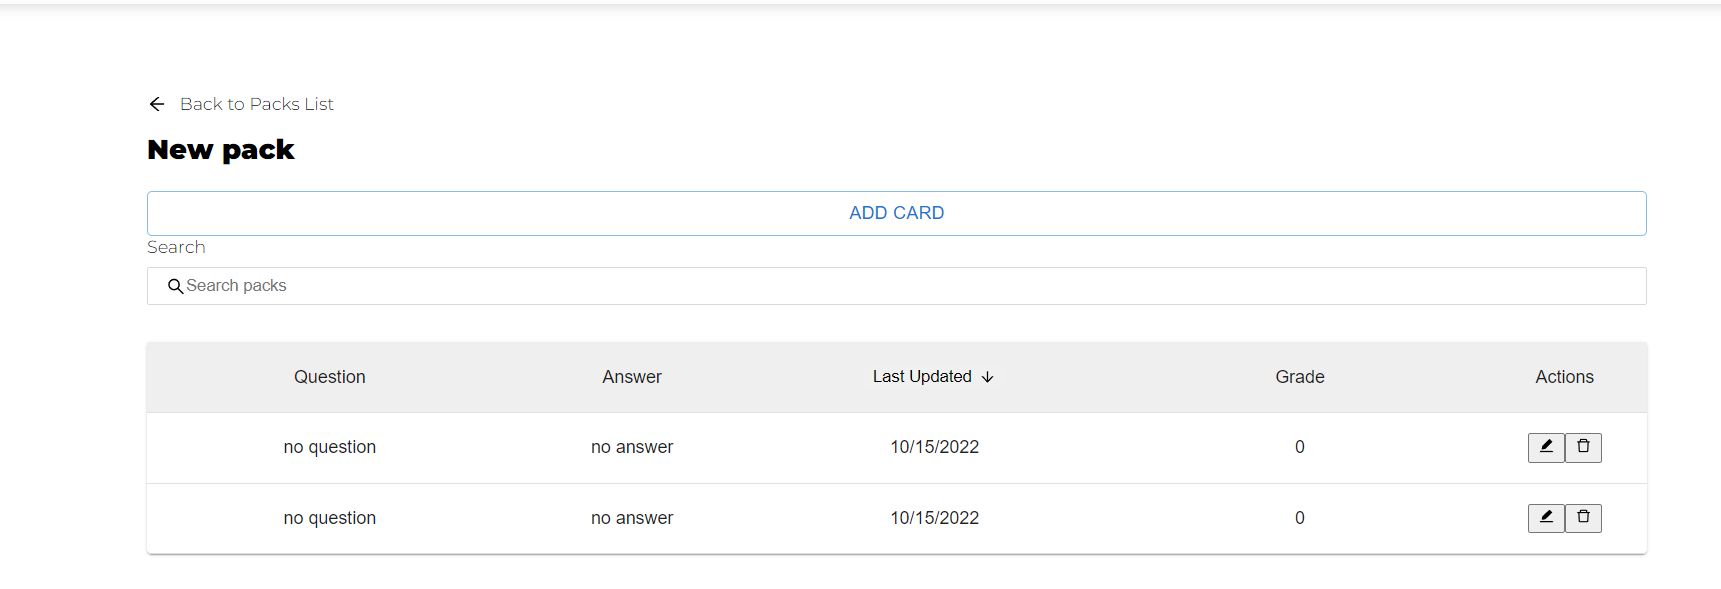 Back to Packs List
New pack
ADD CARD
Search
Search packs
Question Answer Last Updated Grade Actions
no question no answer 10/15/2022 0
no question no answer 10/15/2022 0